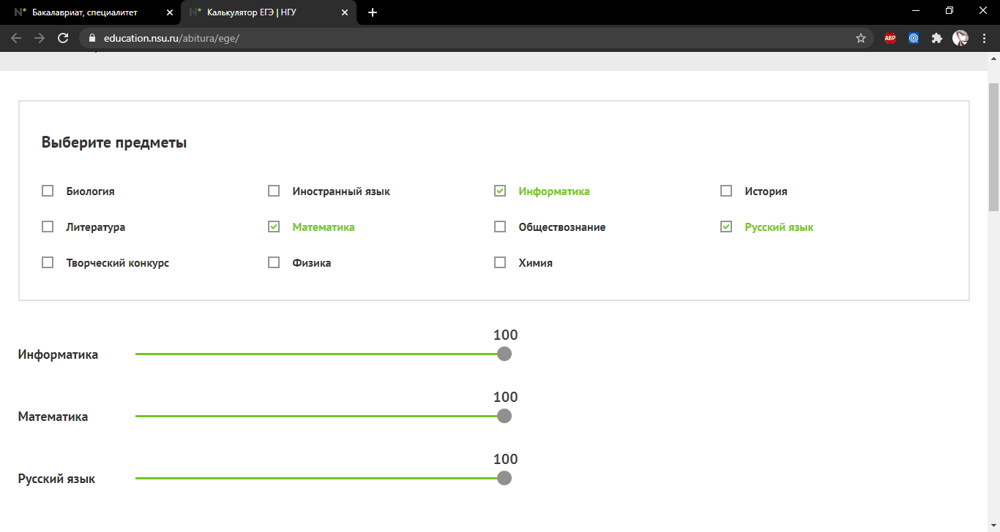 Бакалавриат, специалитет
Калькулятор ЕГЭ | НГУ
education.nsu.ru/abitura/ege/
ABP
Выберите предметы
Биология Иностранный язык Информатика История
Литература Математика Обществознание Русский язык
Творческий конкурс Физика Химия
100
Информатика
100
Математика
100
Русский язык